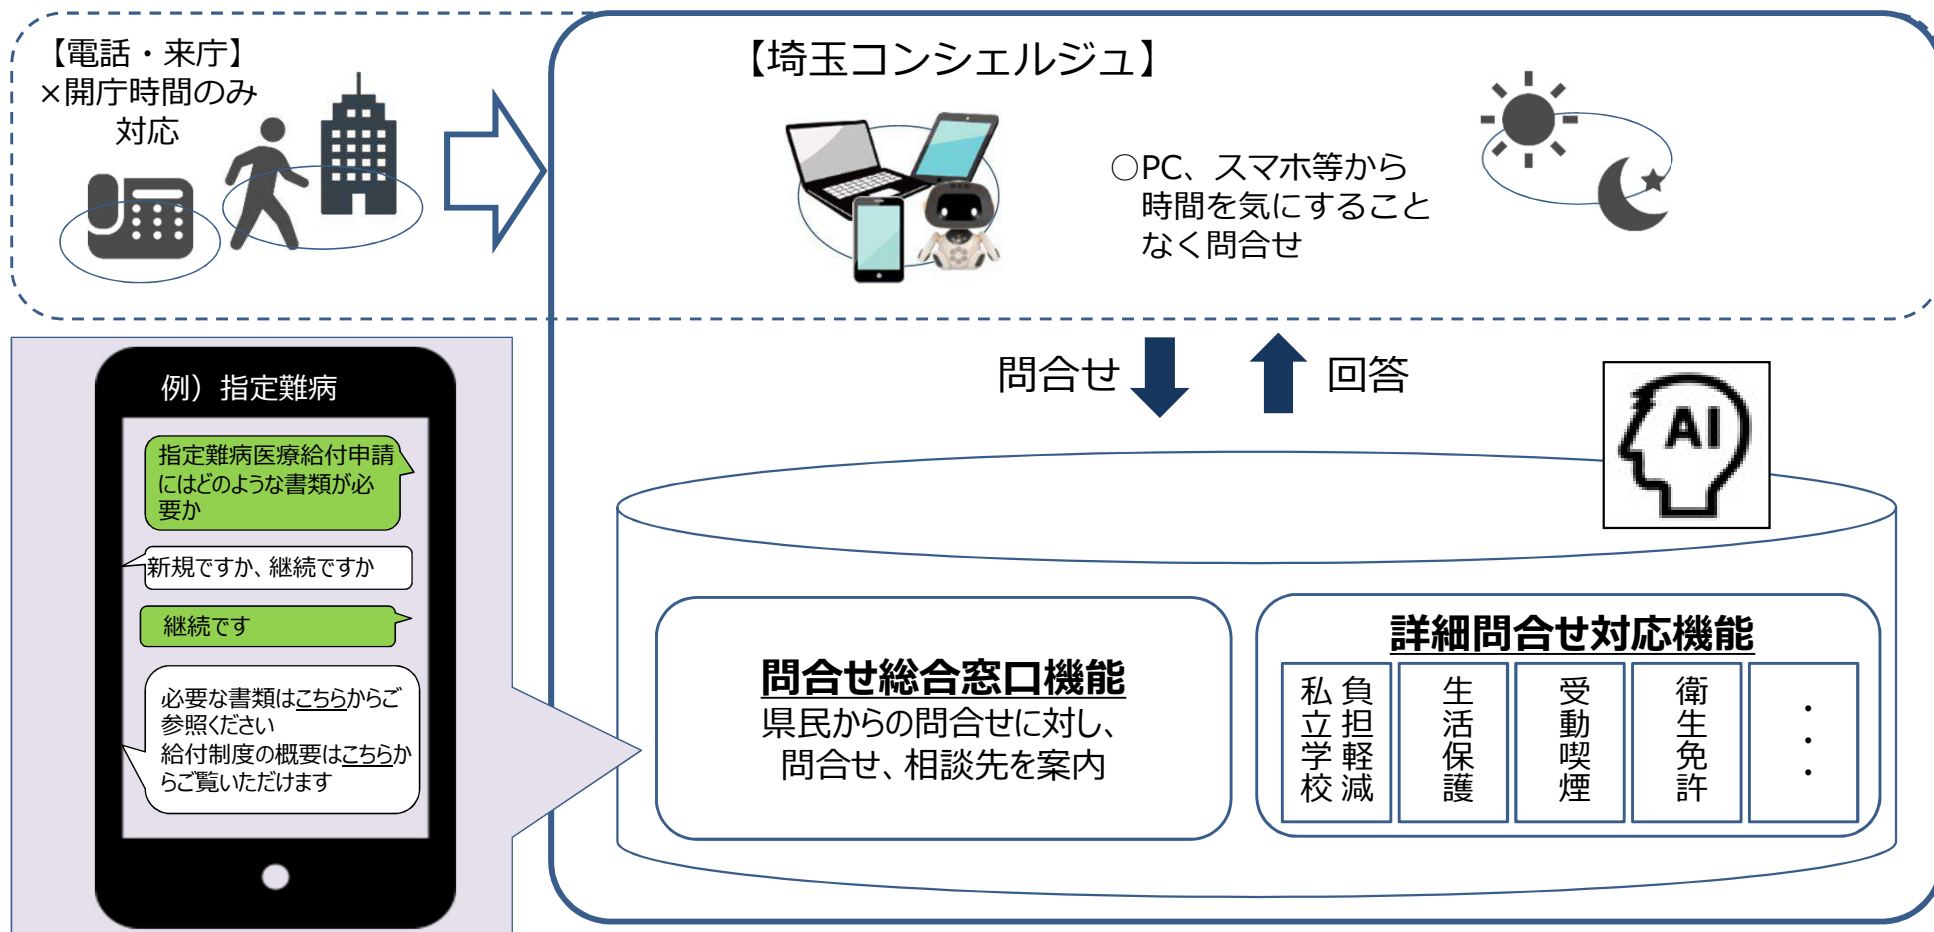 【電話・来庁】
×開庁時間のみ
対応
【埼玉コンシェルジュ】
○PC、スマホ等から
時間を気にすること
なく問合せ
問合せ
回答
AI
例）指定難病
指定難病医療給付申請
にはどのような書類が必
要か
新規ですか、継続ですか
継続です
必要な書類はこちらからご
参照ください
給付制度の概要はこちらか
らご覧いただけます
問合せ総合窓口機能
県民からの問合せに対し、
問合せ、相談先を案内
詳細問合せ対応機能
私立学校
負担軽減
生活保護
受動喫煙
衛生免許
・・・